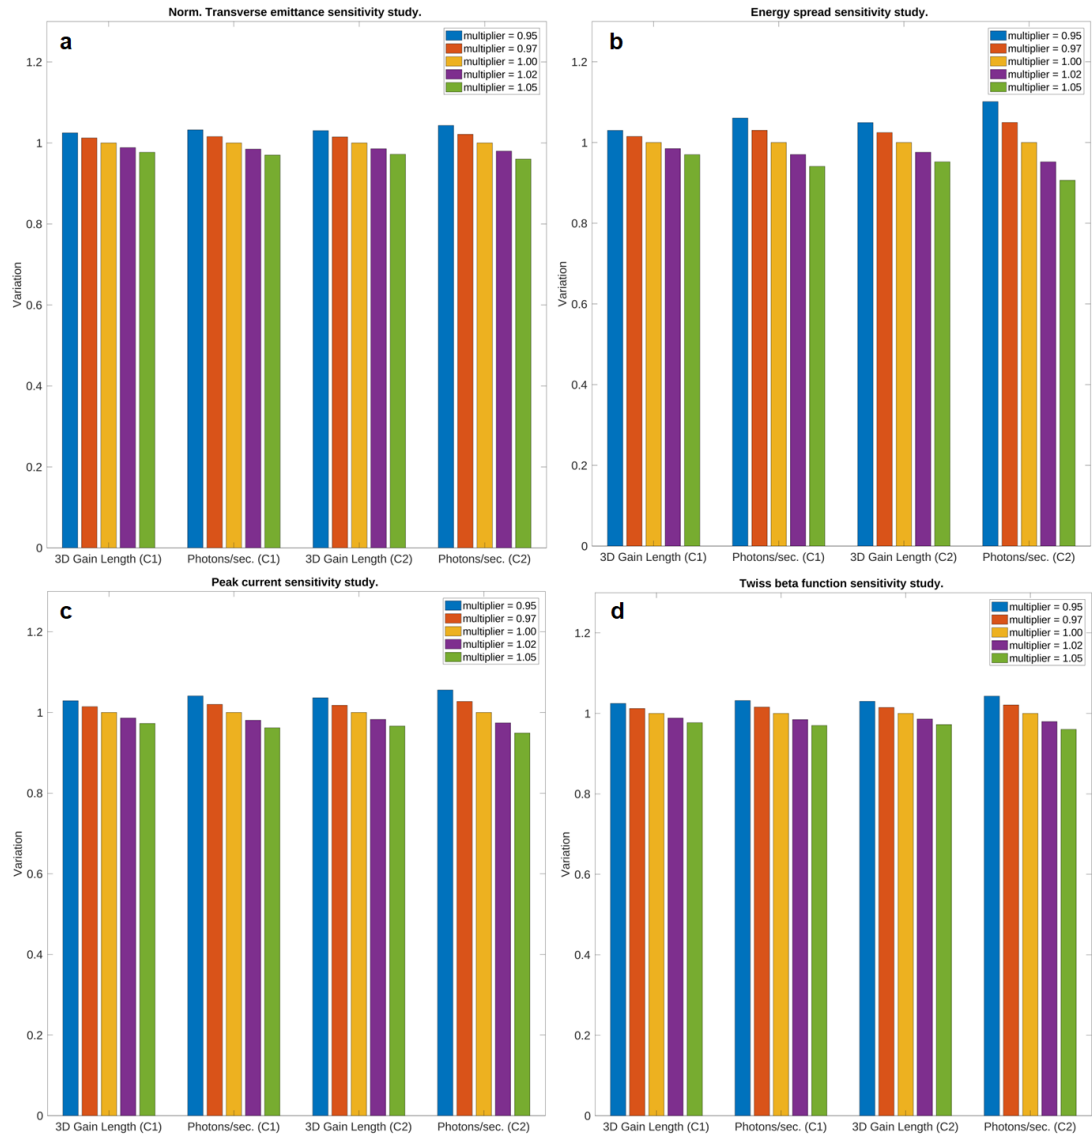 Norm. Transverse emittance sensitivity study.
a
multiplier = 0.95
multiplier = 0.97
multiplier = 1.00
multiplier = 1.02
multiplier = 1.05
1.2
1
0.8
0.6
0.4
0.2
0
Variation
3D Gain Length (C1) Photons/sec. (C1) 3D Gain Length (C2) Photons/sec. (C2)
Energy spread sensitivity study.
b
multiplier = 0.95
multiplier = 0.97
multiplier = 1.00
multiplier = 1.02
multiplier = 1.05
1.2
1
0.8
0.6
0.4
0.2
0
Variation
3D Gain Length (C1) Photons/sec. (C1) 3D Gain Length (C2) Photons/sec. (C2)
Peak current sensitivity study.
c
multiplier = 0.95
multiplier = 0.97
multiplier = 1.00
multiplier = 1.02
multiplier = 1.05
1.2
1
0.8
0.6
0.4
0.2
0
Variation
3D Gain Length (C1) Photons/sec. (C1) 3D Gain Length (C2) Photons/sec. (C2)
Twiss beta function sensitivity study.
d
multiplier = 0.95
multiplier = 0.97
multiplier = 1.00
multiplier = 1.02
multiplier = 1.05
1.2
1
0.8
0.6
0.4
0.2
0
Variation
3D Gain Length (C1) Photons/sec. (C1) 3D Gain Length (C2) Photons/sec. (C2)